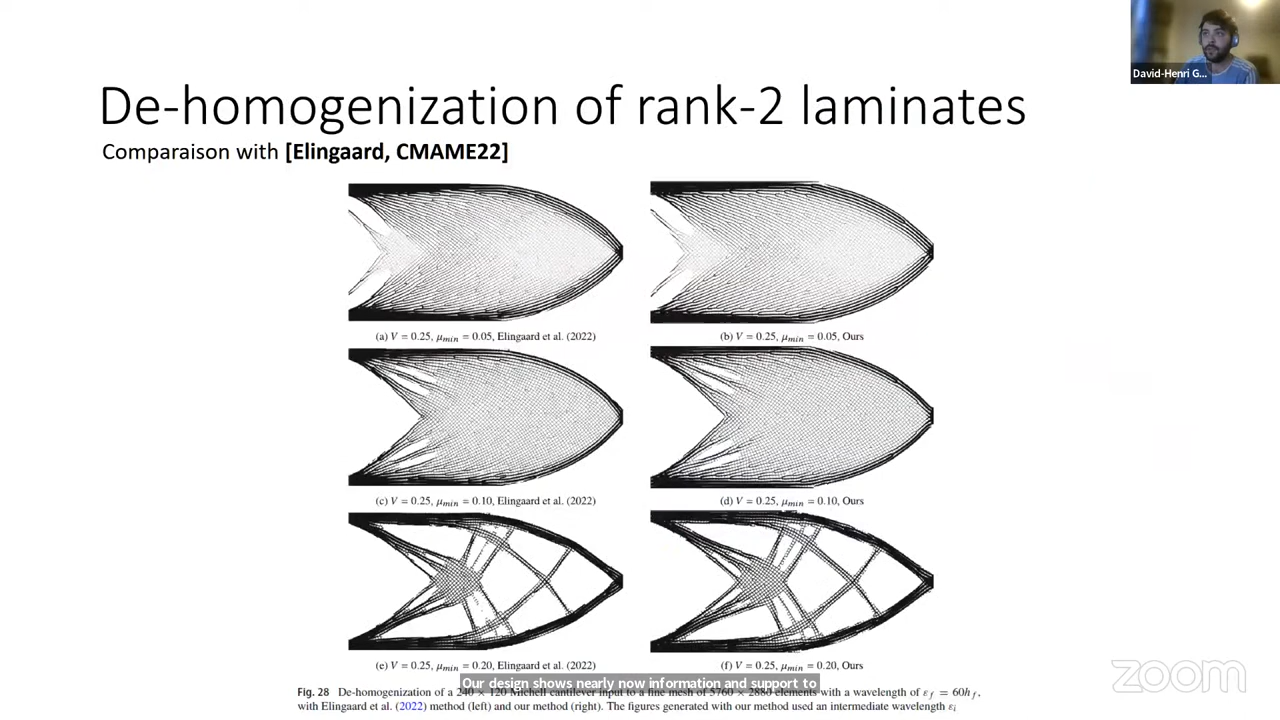 David-Henri G...
De-homogenization of rank-2 laminates
Comparaison with [Elingaard, CMAME22]
(a) V = 0.25, μmin = 0.05, Elingaard et al. (2022)
(b) V = 0.25, μmin = 0.05, Ours
(c) V = 0.25, μmin = 0.10, Elingaard et al. (2022)
(d) V = 0.25, μmin = 0.10, Ours
(e) V = 0.25, μmin = 0.20, Elingaard et al. (2022)
(f) V = 0.25, μmin = 0.20, Ours
Our design shows nearly now information and support to
Fig. 28 De-homogenization of a 240 × 120 Michell cantilever input to a fine mesh of 5760 × 2880 elements with a wavelength of εf = 60hf,
with Elingaard et al. (2022) method (left) and our method (right). The figures generated with our method used an intermediate wavelength εi
zoom